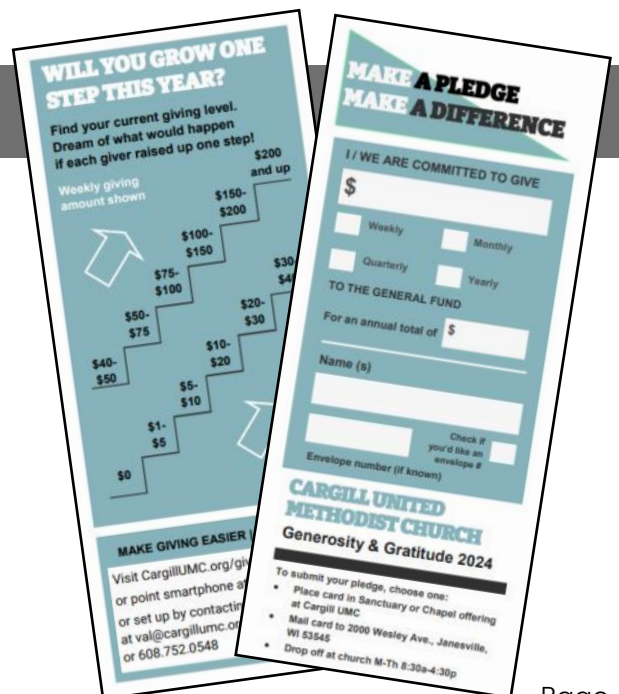 WILL YOU GROW ONE
STEP THIS YEAR?
Find your current giving level.
Dream of what would happen
if each giver raised up one step!
Weekly giving
amount shown
$200
and up
$150-
$200
$100-
$150
$75-
$100
$50-
$75
$40-
$50
$30-
$20-
$30
$10-
$20
$5-
$10
$1-
$5
$0
MAKE GIVING EASIER |
Visit CargillUMC.org/giv
or point smartphone a
or set up by contactin
at val@cargillumc.or
or 608.752.0548
MAKE A PLEDGE
MAKE A DIFFERENCE
I / WE ARE COMMITTED TO GIVE
$
Weekly Monthly
Quarterly Yearly
TO THE GENERAL FUND
For an annual total of $
Name (s)
Check if
you'd like an
envelope #
Envelope number (if known)
CARGILL UNITED
METHODIST CHURCH
Generosity & Gratitude 2024
To submit your pledge, choose one:
• Place card in Sanctuary or Chapel offering
at Cargill UMC
• Mail card to 2000 Wesley Ave., Janesville,
WI 53545
• Drop off at church M-Th 8:30a-4:30p